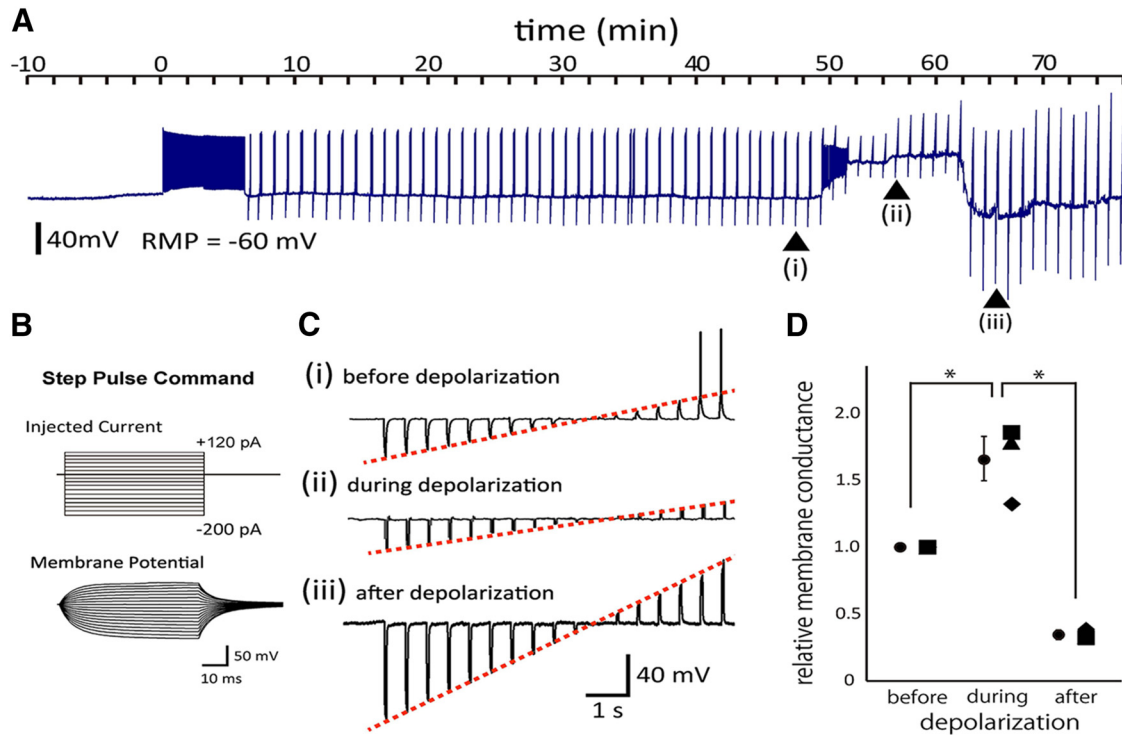 A
time (min)
-10 0 10 20 30 40 50 60 70
40mV RMP = -60 mV
(i)
(ii)
(iii)
B
Step Pulse Command
Injected Current
+120 pA
-200 pA
Membrane Potential
50 mV
10 ms
C
(i) before depolarization
(ii) during depolarization
(iii) after depolarization
40 mV
1 s
D
relative membrane conductance
* *
2.0
1.5
1.0
0.5
0
before during after
depolarization